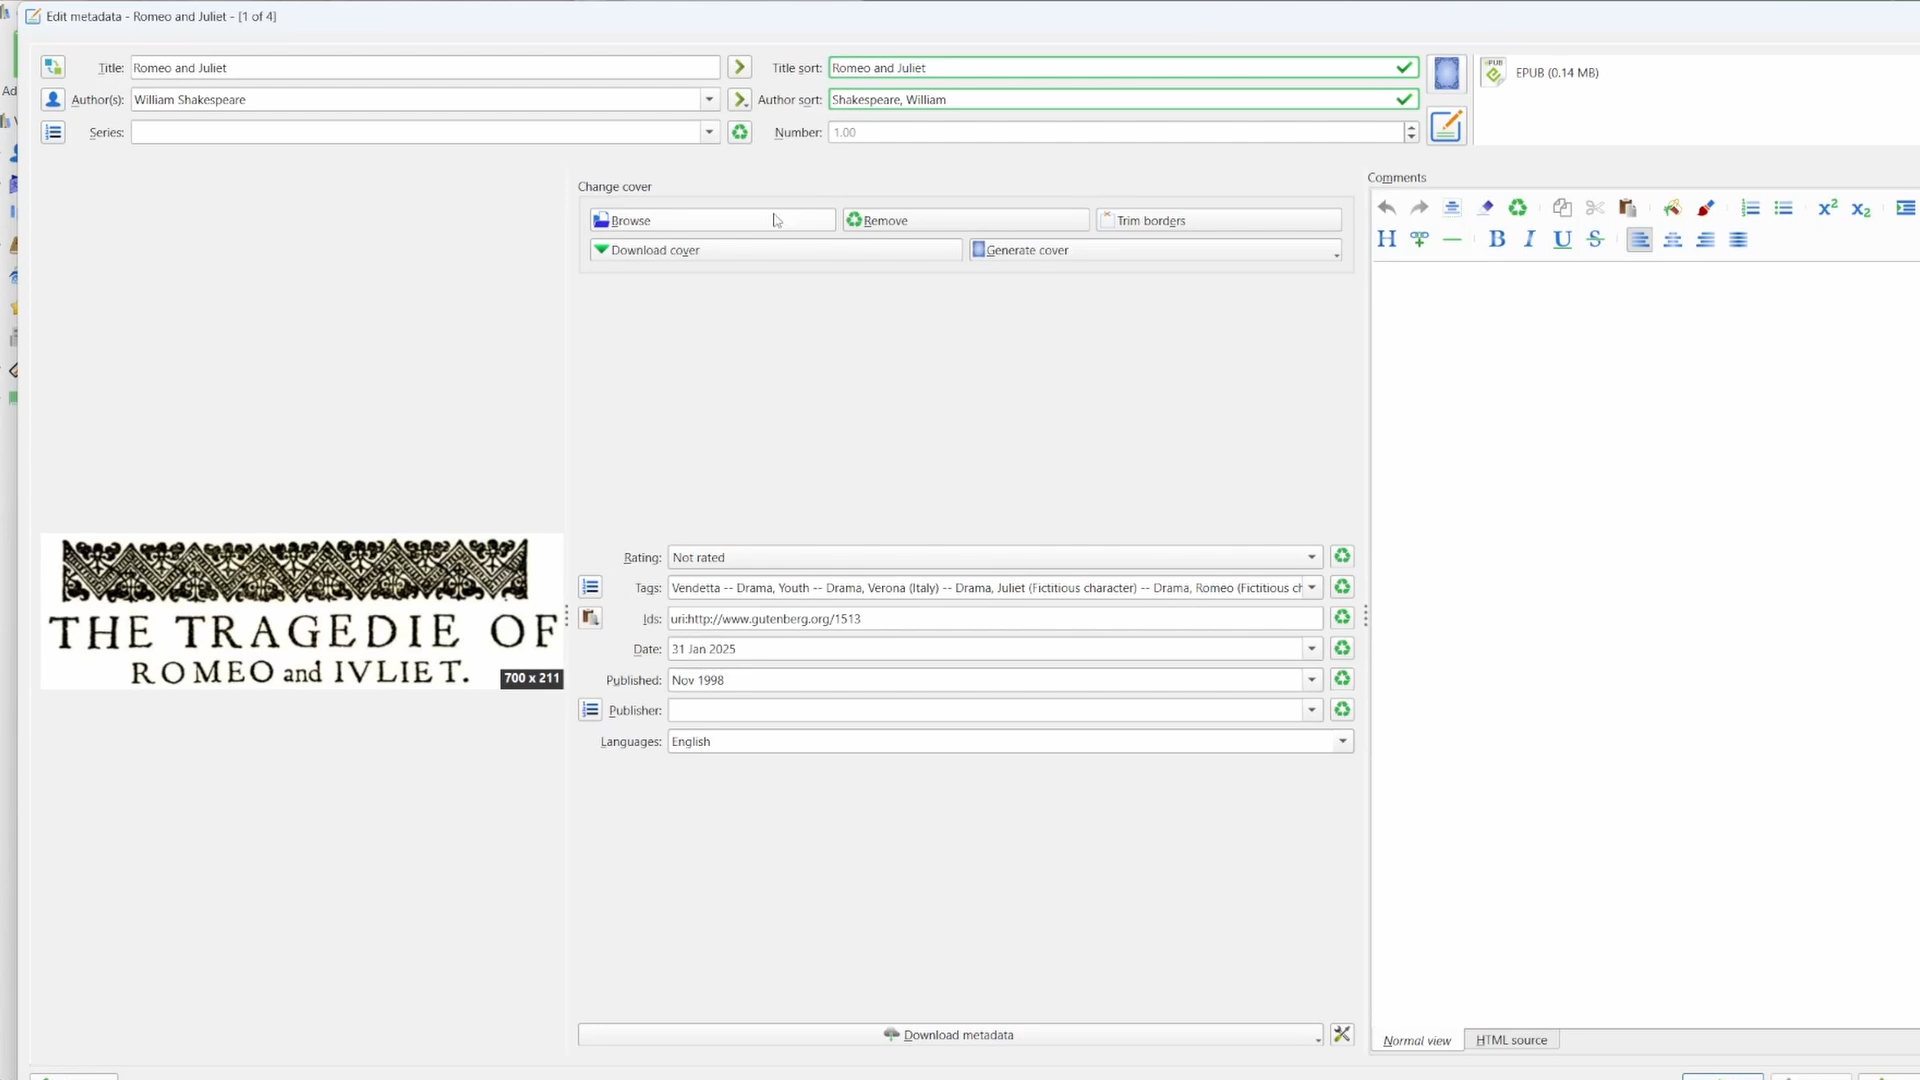 Edit metadata - Romeo and Juliet - [1 of 4]
Title: Romeo and Juliet
Title sort: Romeo and Juliet
EPUB (0.14 MB)
Author(s): William Shakespeare
Author sort: Shakespeare, William
Series:
Number: 1.00
Change cover
Browse
Remove
Trim borders
Download cover
Generate cover
THE TRAGEDIE OF
ROMEO and IVLIET.
700 x 211
Rating: Not rated
Tags: Vendetta -- Drama, Youth -- Drama, Verona (Italy) -- Drama, Juliet (Fictitious character) -- Drama, Romeo (Fictitious ch
Ids: uri:http://www.gutenberg.org/1513
Date: 31 Jan 2025
Published: Nov 1998
Publisher:
Languages: English
Download metadata
Comments
Normal view
HTML source